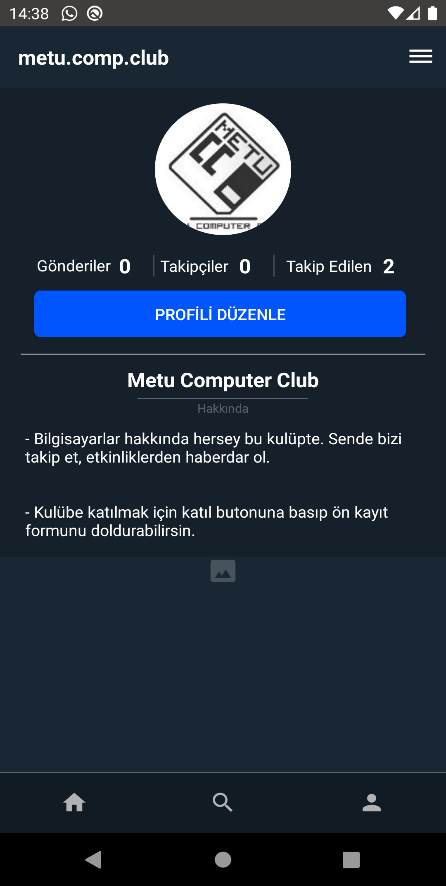 14:38
metu.comp.club
METU
CCC
COMPUTER
Gönderiler 0 Takipçiler 0 Takip Edilen 2
PROFİLİ DÜZENLE
Metu Computer Club
Hakkında
- Bilgisayarlar hakkında hersey bu kulüpte. Sende bizi
takip et, etkinliklerden haberdar ol.
- Kulübe katılmak için katıl butonuna basıp ön kayıt
formunu doldurabilirsin.